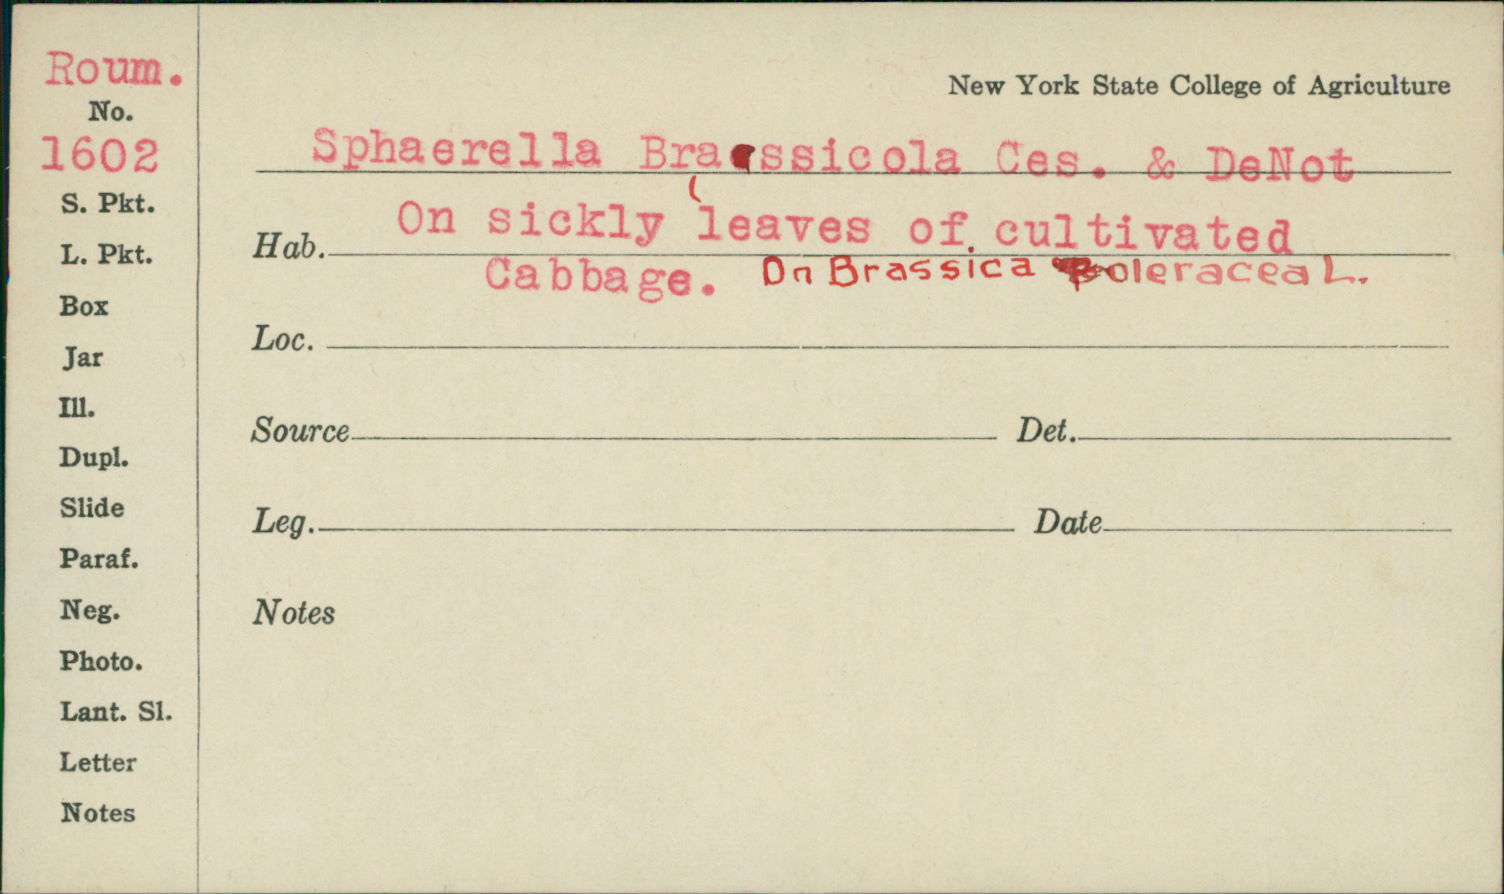 Roum.
No.
1602
S. Pkt.
L. Pkt.
Box
Jar
Ill.
Dupl.
Slide
Paraf.
Neg.
Photo.
Lant. Sl.
Letter
Notes
New York State College of Agriculture
Sphaerella Brassicola Ces. & DeNot
Hab. On sickly leaves of cultivated
Cabbage. On Brassica oleracea L.
Loc.
Source Det.
Leg. Date
Notes